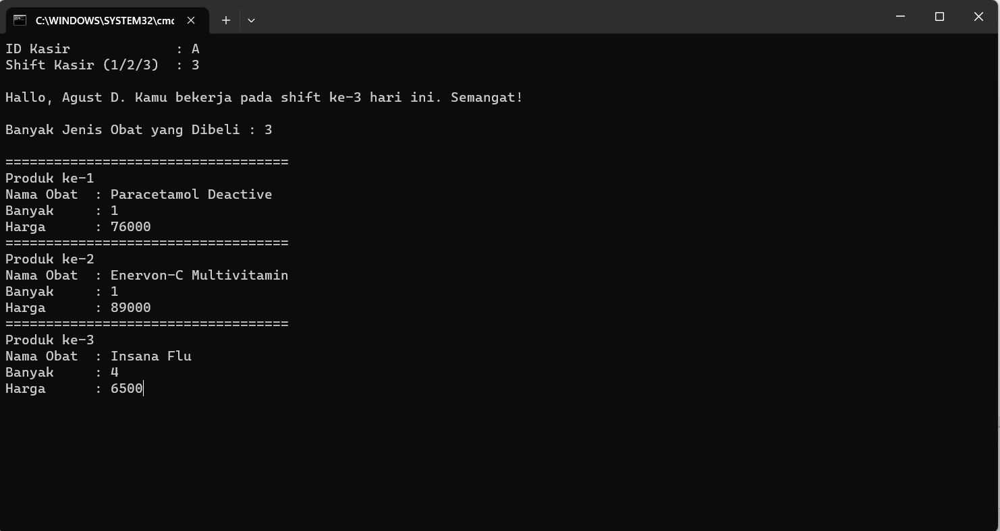 C:\WINDOWS\SYSTEM32\cmd
ID Kasir             : A
Shift Kasir (1/2/3)  : 3
Hallo, Agust D. Kamu bekerja pada shift ke-3 hari ini. Semangat!
Banyak Jenis Obat yang Dibeli : 3
===================================
Produk ke-1
Nama Obat  : Paracetamol Deactive
Banyak     : 1
Harga      : 76000
===================================
Produk ke-2
Nama Obat  : Enervon-C Multivitamin
Banyak     : 1
Harga      : 89000
===================================
Produk ke-3
Nama Obat  : Insana Flu
Banyak     : 4
Harga      : 6500